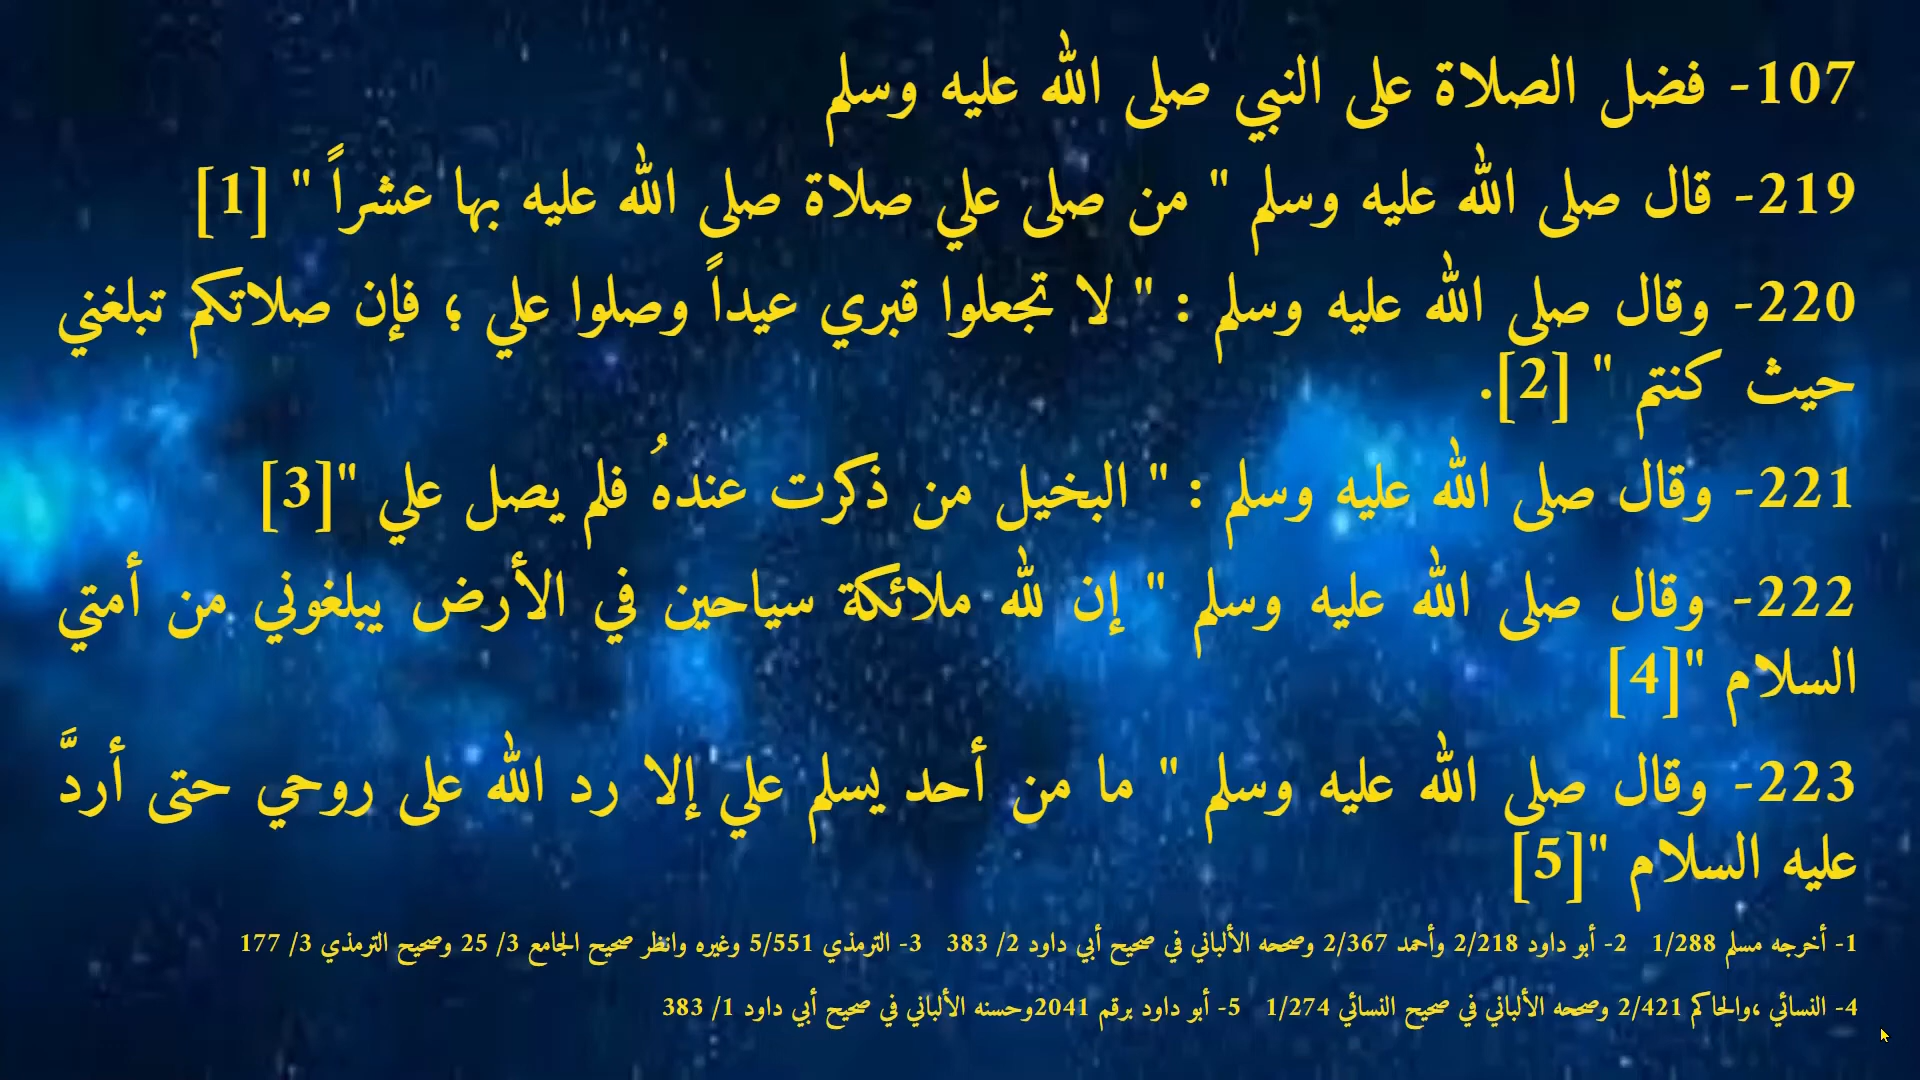 107- فضل الصلاة على النبي صلى الله عليه وسلم
219- قال صلى الله عليه وسلم " من صلى علي صلاة صلى الله عليه بها عشراً " [1]
220- وقال صلى الله عليه وسلم : " لا تجعلوا قبري عيداً وصلوا علي ؛ فإن صلاتكم تبلغني
حيث كنتم " [2].
221- وقال صلى الله عليه وسلم : " البخيل من ذكرت عندهُ فلم يصل علي "[3]
222- وقال صلى الله عليه وسلم " إن لله ملائكة سياحين في الأرض يبلغوني من أمتي
السلام "[4]
223- وقال صلى الله عليه وسلم " ما من أحد يسلم علي إلا رد الله على روحي حتى أردَّ
عليه السلام "[5]
1- أخرجه مسلم 1/288 2- أبو داود 2/218 وأحمد 2/367 وصححه الألباني في صحيح أبي داود 2/ 383 3- الترمذي 5/551 وغيره وانظر صحيح الجامع 3/ 25 وصحيح الترمذي 3/ 177
4- النسائي ،والحاكم 2/421 وصححه الألباني في صحيح النسائي 1/274 5- أبو داود برقم 2041وحسنه الألباني في صحيح أبي داود 1/ 383